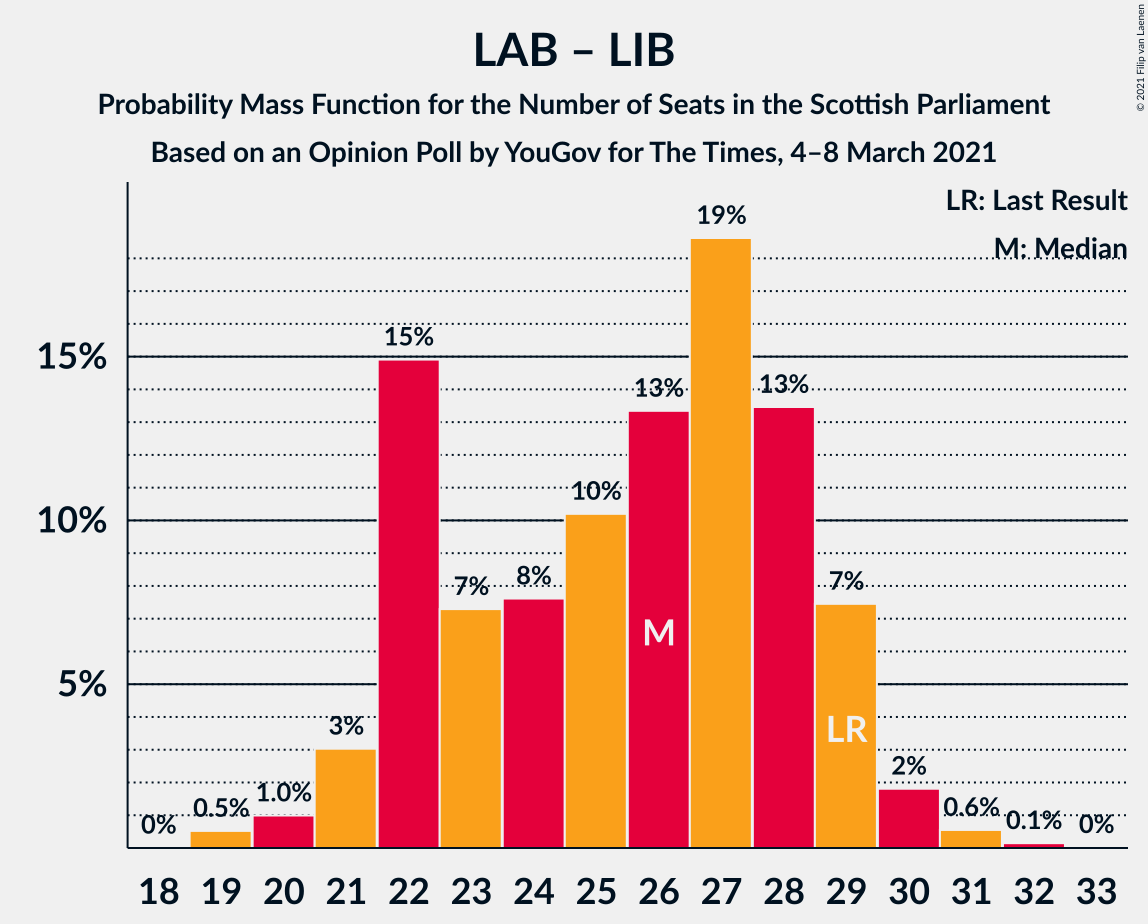 LAB – LIB
Probability Mass Function for the Number of Seats in the Scottish Parliament
Based on an Opinion Poll by YouGov for The Times, 4–8 March 2021
© 2021 Filip van Laenen
LR: Last Result
M: Median
19%
15%
15%
13%
13%
10%
10%
8%
7%
7%
5%
M
LR
3%
2%
1.0%
0.5%
0.6%
0.1%
0%
0%
18 19 20 21 22 23 24 25 26 27 28 29 30 31 32 33